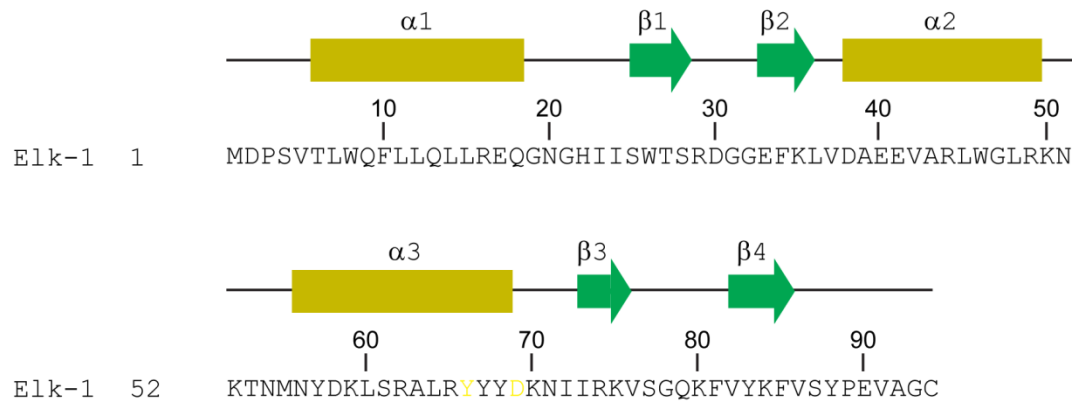 α1 β1 β2 α2
10 20 30 40 50
Elk-1 1 MDPSVTLWQFLLQLLREQGNGHIISWTSRDGGEFKLVDAEEVARLWGLRKN
α3 β3 β4
60 70 80 90
Elk-1 52 KTNMNYDKLSRALRYYYDKNIIRKVSGQKFVYKFVSYPEVAGC